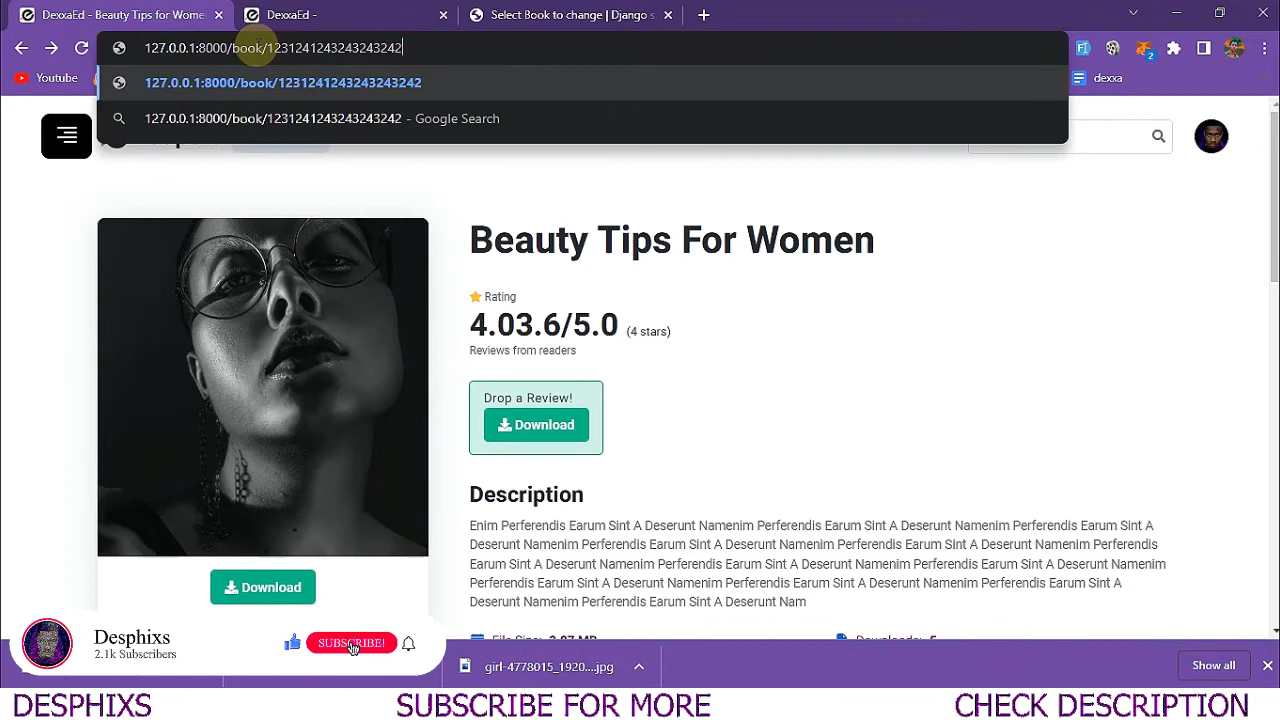 DexxaEd - Beauty Tips for Women
DexxaEd -
Select Book to change | Django s
127.0.0.1:8000/book/1231241243243243242
Youtube
dexxa
127.0.0.1:8000/book/1231241243243243242
127.0.0.1:8000/book/1231241243243243242 - Google Search
Beauty Tips For Women
Rating
4.03.6/5.0 (4 stars)
Reviews from readers
Drop a Review!
Download
Description
Enim Perferendis Earum Sint A Deserunt Namenim Perferendis Earum Sint A Deserunt Namenim Perferendis Earum Sint A
Deserunt Namenim Perferendis Earum Sint A Deserunt Namenim Perferendis Earum Sint A Deserunt Namenim Perferendis
Earum Sint A Deserunt Namenim Perferendis Earum Sint A Deserunt Namenim Perferendis Earum Sint A Deserunt Namenim
Perferendis Earum Sint A Deserunt Namenim Perferendis Earum Sint A Deserunt Namenim Perferendis Earum Sint A
Deserunt Namenim Perferendis Earum Sint A Deserunt Nam
Download
File Size: 3.87 MB
Downloads: 5
Desphixs
2.1k Subscribers
SUBSCRIBE!
girl-4778015_1920....jpg
Show all
DESPHIXS
SUBSCRIBE FOR MORE
CHECK DESCRIPTION